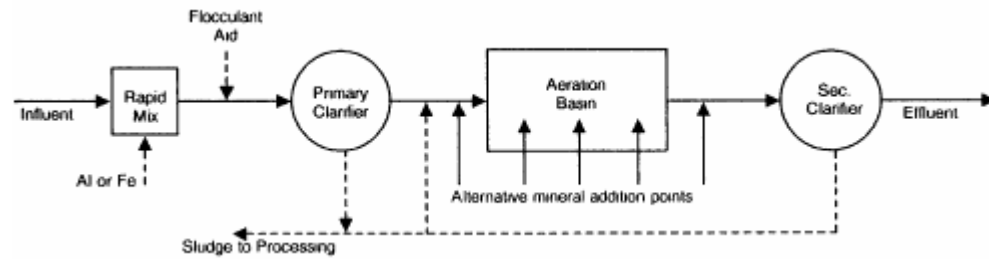 Flocculant
Aid
Influent
Rapid
Mix
Al or Fe
Primary
Clarifier
Aeration
Basin
Alternative mineral addition points
Sec.
Clarifier
Effluent
Sludge to Processing